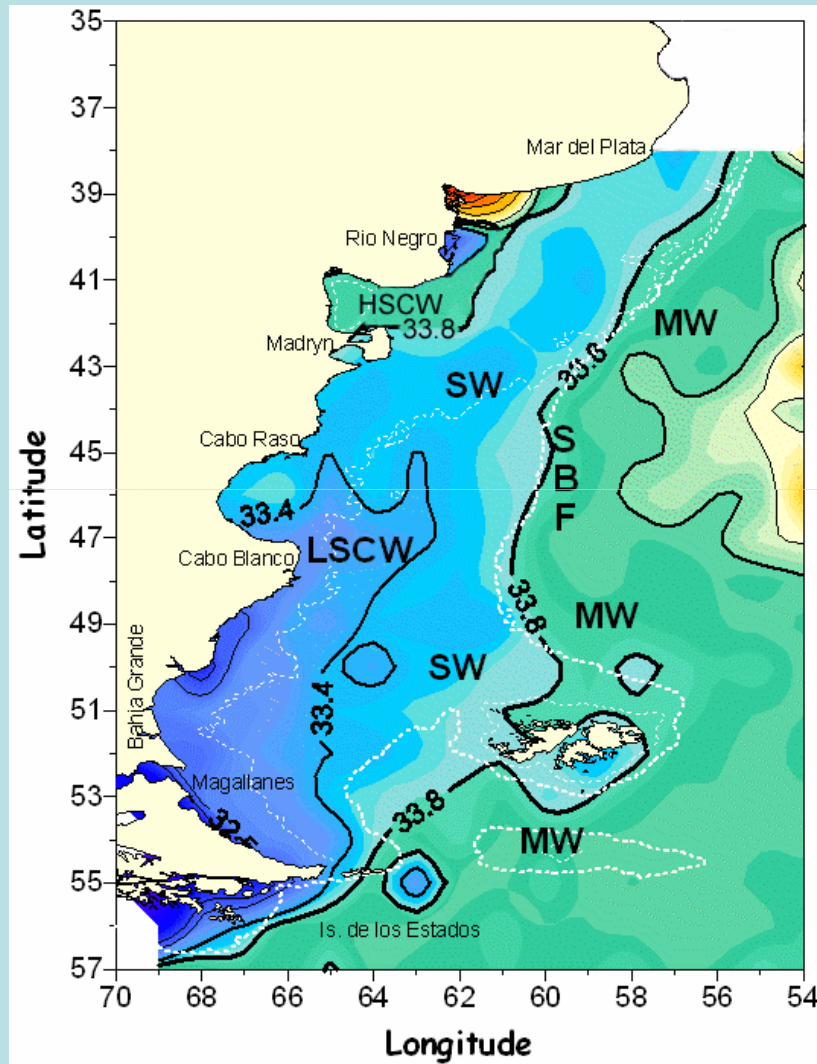 35
37
Mar del Plata
39
Rio Negro
41
HSCW
MW
33.8
Madryn
43
33.8
SW
Cabo Raso
45
S
B
F
33.4
47
Latitude
LSCW
Cabo Blanco
49
33.8
MW
SW
Bahia Grande
51
33.4
Magallanes
53
33.8
MW
55
Is. de los Estados
57
70 68 66 64 62 60 58 56 54
Longitude